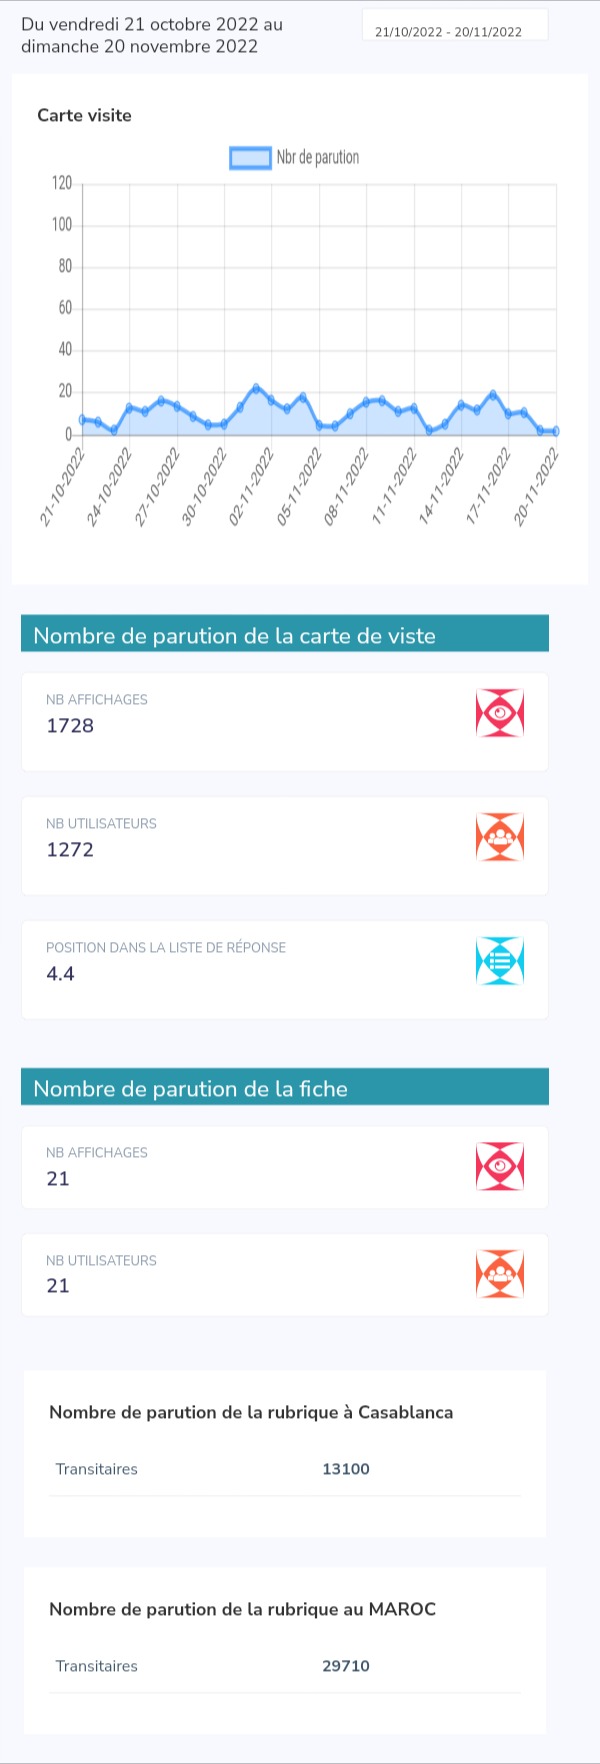 Du vendredi 21 octobre 2022 au
dimanche 20 novembre 2022
21/10/2022 - 20/11/2022
Carte visite
Nbr de parution
120
100
80
60
40
20
0
21-10-2022
24-10-2022
27-10-2022
30-10-2022
02-11-2022
05-11-2022
08-11-2022
11-11-2022
14-11-2022
17-11-2022
20-11-2022
Nombre de parution de la carte de viste
NB AFFICHAGES
1728
NB UTILISATEURS
1272
POSITION DANS LA LISTE DE RÉPONSE
4.4
Nombre de parution de la fiche
NB AFFICHAGES
21
NB UTILISATEURS
21
Nombre de parution de la rubrique à Casablanca
Transitaires 13100
Nombre de parution de la rubrique au MAROC
Transitaires 29710